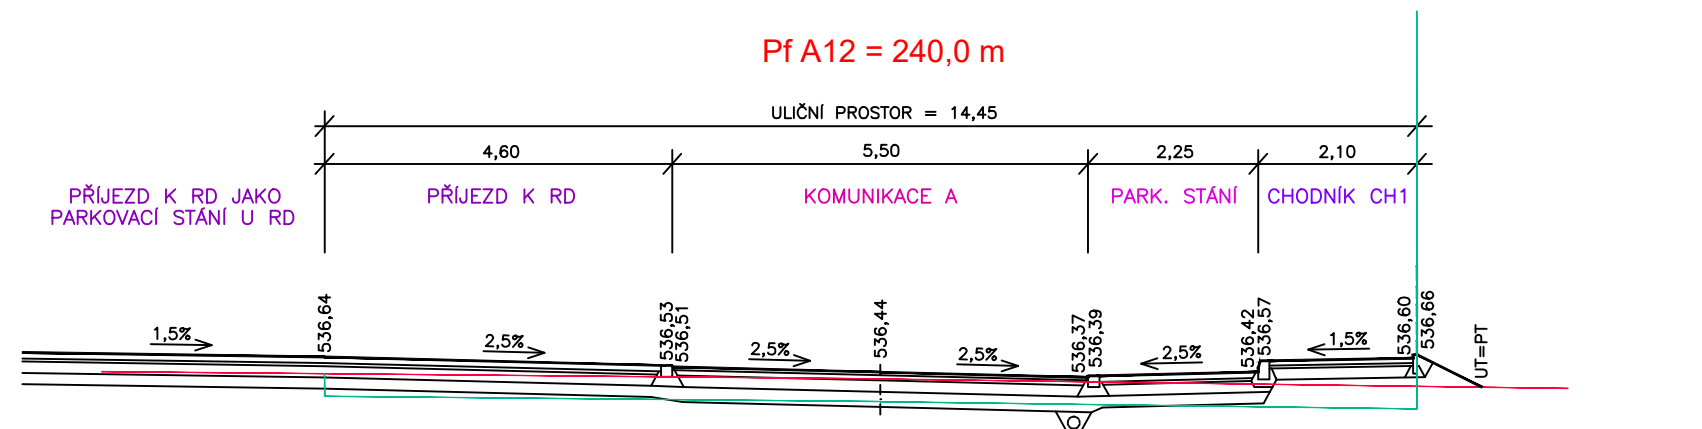 Pf A12 = 240,0 m
ULIČNÍ PROSTOR = 14,45
4,60
5,50
2,25
2,10
PŘÍJEZD K RD JAKO
PARKOVACÍ STÁNÍ U RD
PŘÍJEZD K RD
KOMUNIKACE A
PARK. STÁNÍ
CHODNÍK CH1
536,64
536,53
536,51
536,44
536,37
536,39
536,42
536,57
536,60
536,66
UT=PT
1,5%
2,5%
2,5%
2,5%
2,5%
1,5%